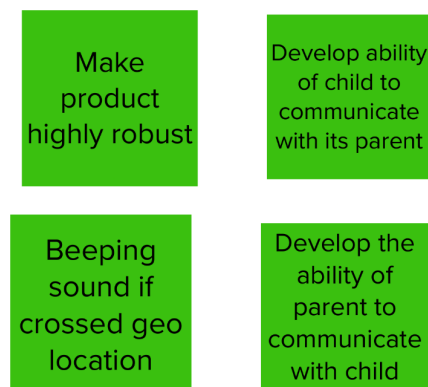 Make
product
highly robust
Develop ability
of child to
communicate
with its parent
Beeping
sound if
crossed geo
location
Develop the
ability of
parent to
communicate
with child